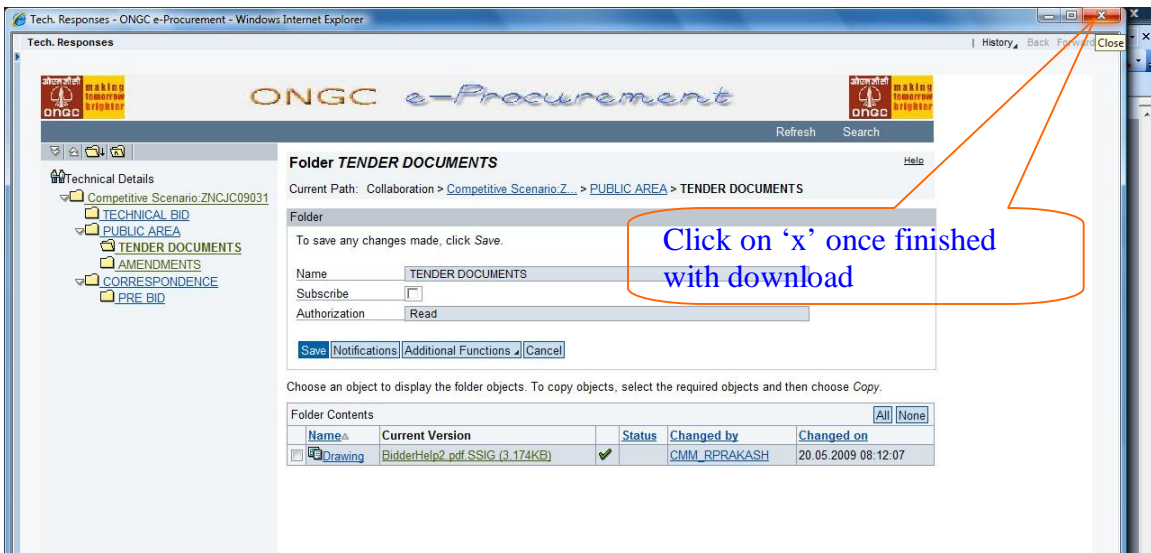 Tech. Responses - ONGC e-Procurement - Windows Internet Explorer
Tech. Responses
| History Back Forward
Close
ओएनजीसी
ongc
making
tomorrow
brighter
ONGC e-Procurement
ओएनजीसी
ongc
making
tomorrow
brighter
Refresh Search
Technical Details
Competitive Scenario:ZNCJC09031
TECHNICAL BID
PUBLIC AREA
TENDER DOCUMENTS
AMENDMENTS
CORRESPONDENCE
PRE BID
Folder TENDER DOCUMENTS
Help
Current Path: Collaboration > Competitive Scenario:Z... > PUBLIC AREA > TENDER DOCUMENTS
Folder
To save any changes made, click Save.
Click on ‘x’ once finished
with download
Name TENDER DOCUMENTS
Subscribe
Authorization Read
Save Notifications Additional Functions Cancel
Choose an object to display the folder objects. To copy objects, select the required objects and then choose Copy.
Folder Contents All None
Name Current Version Status Changed by Changed on
Drawing BidderHelp2.pdf.SSIG (3.174KB) CMM_RPRAKASH 20.05.2009 08:12:07